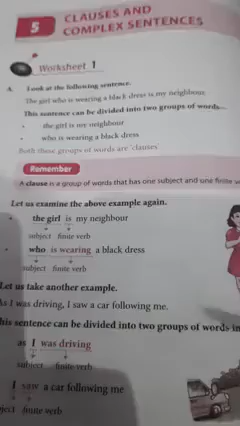 5
CLAUSES AND
COMPLEX SENTENCES
Worksheet 1
A. Look at the following sentence.
The girl who is wearing a black dress is my neighbour.
This sentence can be divided into two groups of words—
• the girl is my neighbour
• who is wearing a black dress
Both these groups of words are 'clauses'.
Remember
A clause is a group of words that has one subject and one finite
Let us examine the above example again.
• the girl is my neighbour
subject finite verb
• who is wearing a black dress
subject finite verb
Let us take another example.
As I was driving, I saw a car following me.
This sentence can be divided into two groups of words
as I was driving
subject finite verb
I saw a car following me
ject finite verb